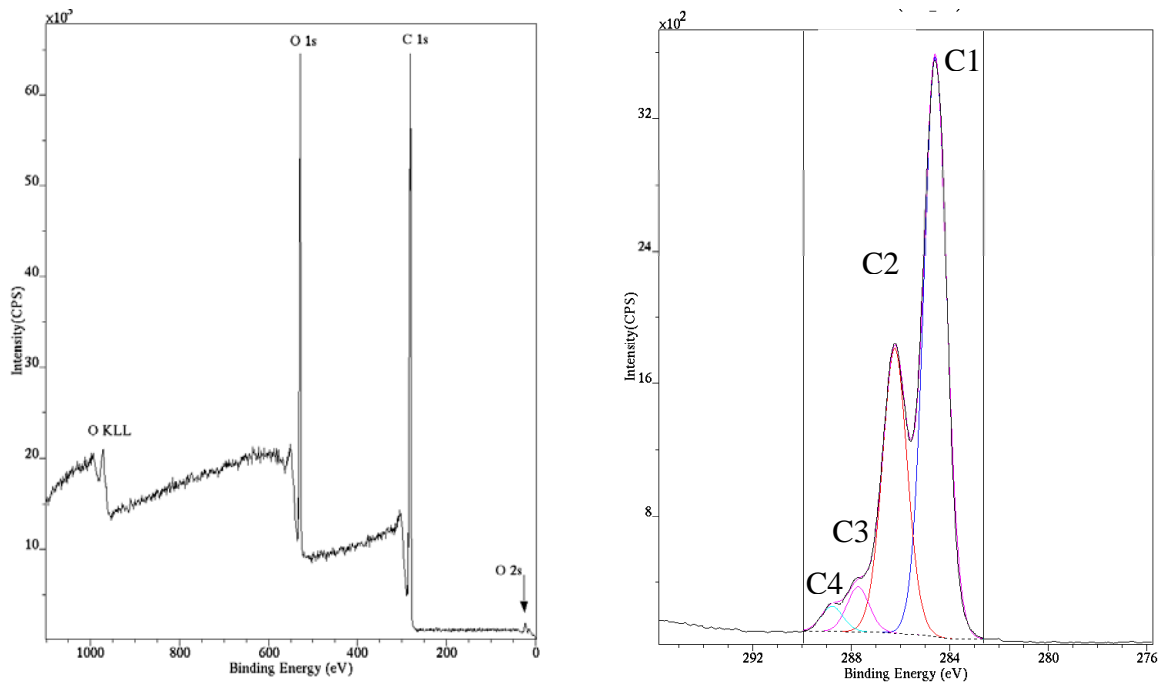 x10³
O 1s
C 1s
60
50
40
30
O KLL
20
10
O 2s
Intensity(CPS)
1000
800
600
400
200
0
Binding Energy (eV)
x10²
C1
32
C2
24
16
C3
8
C4
Intensity(CPS)
292
288
284
280
276
Binding Energy (eV)